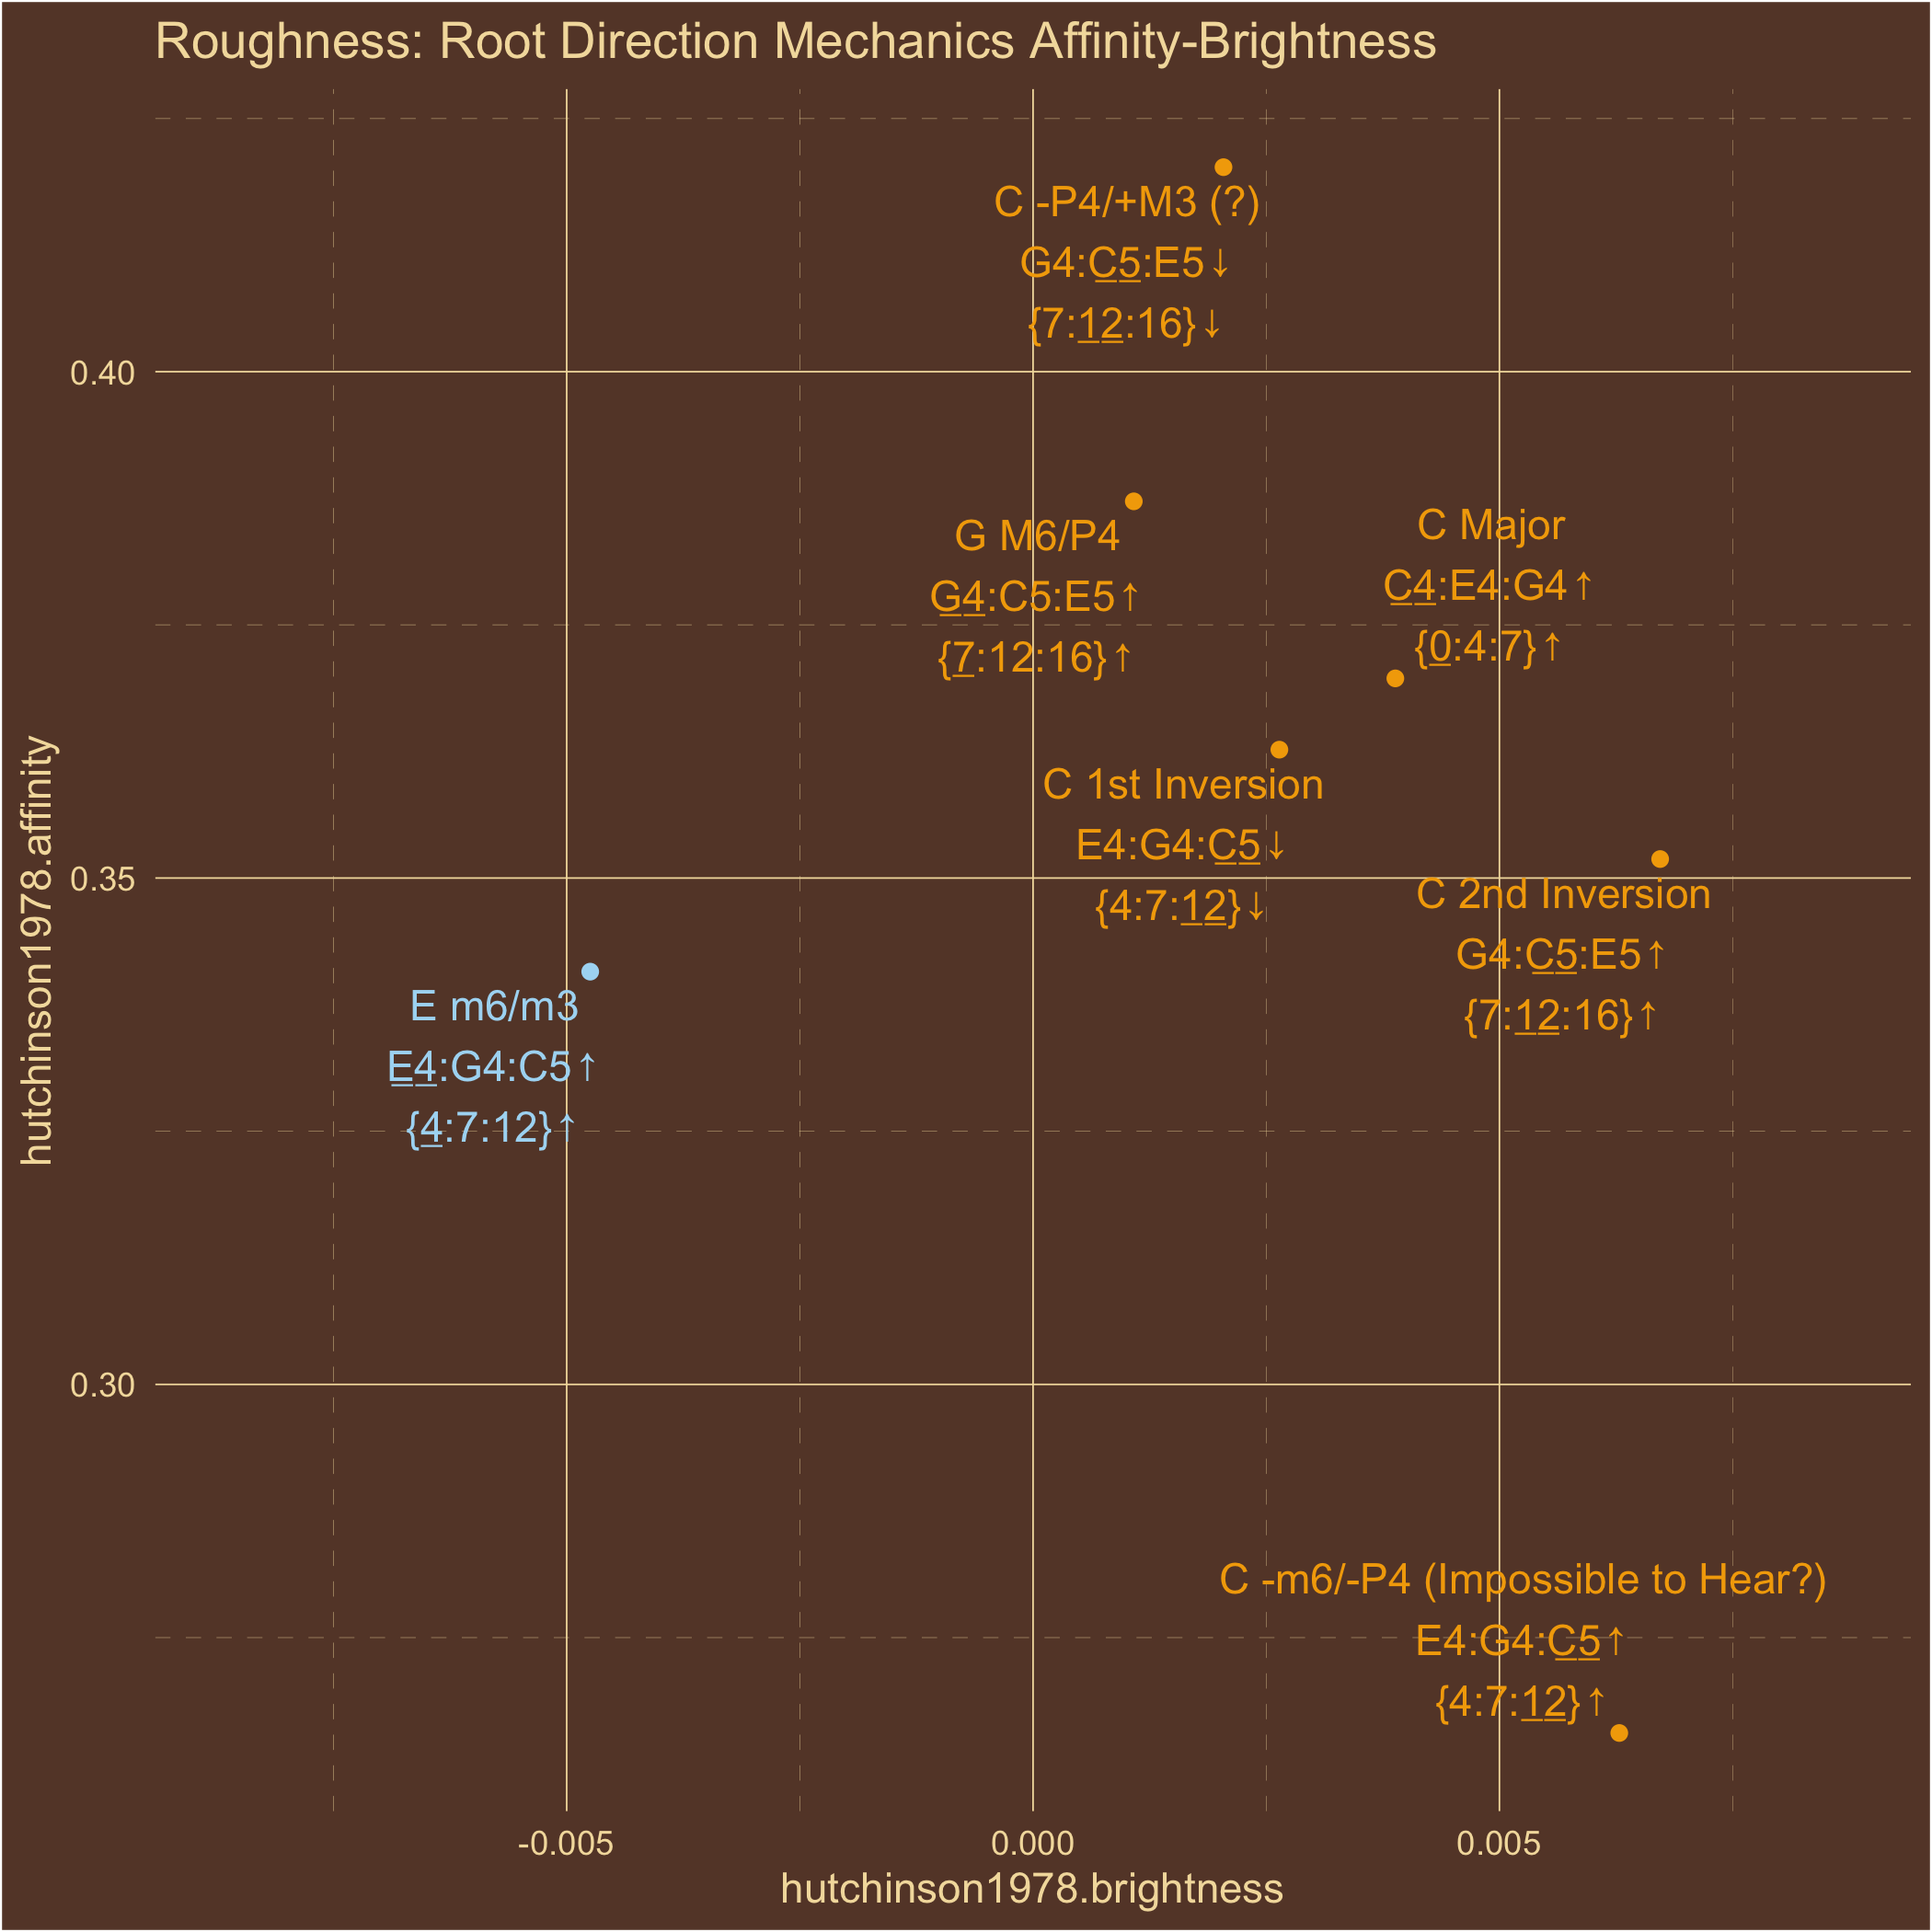 Roughness: Root Direction Mechanics Affinity-Brightness
C -P4/+M3 (?)
G4:C5:E5↓
{7:12:16}↓
0.40
G M6/P4
G4:C5:E5↑
{7:12:16}↑
C Major
C4:E4:G4↑
{0:4:7}↑
C 1st Inversion
E4:G4:C5↓
{4:7:12}↓
0.35
C 2nd Inversion
G4:C5:E5↑
{7:12:16}↑
E m6/m3
E4:G4:C5↑
{4:7:12}↑
hutchinson1978.affinity
0.30
C -m6/-P4 (Impossible to Hear?)
E4:G4:C5↑
{4:7:12}↑
-0.005
0.000
0.005
hutchinson1978.brightness